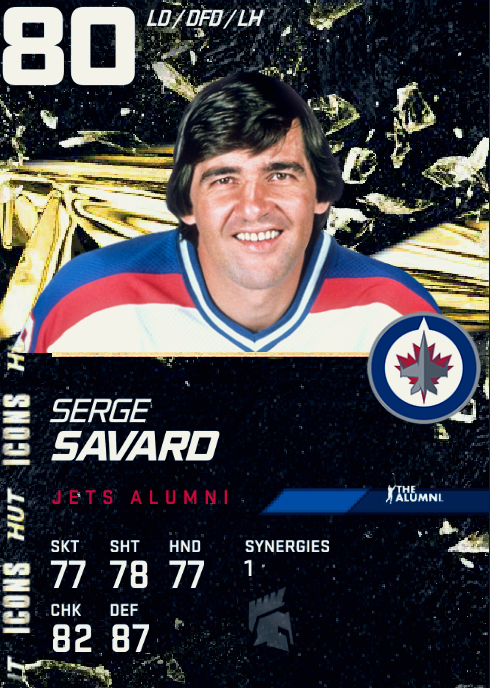 80
LD / DFD / LH
SERGE
SAVARD
JETS ALUMNI
THE
ALUMNI
SKT SHT HND SYNERGIES
77 78 77 1
CHK DEF
82 87
HUT
ICONS
HUT
ICONS